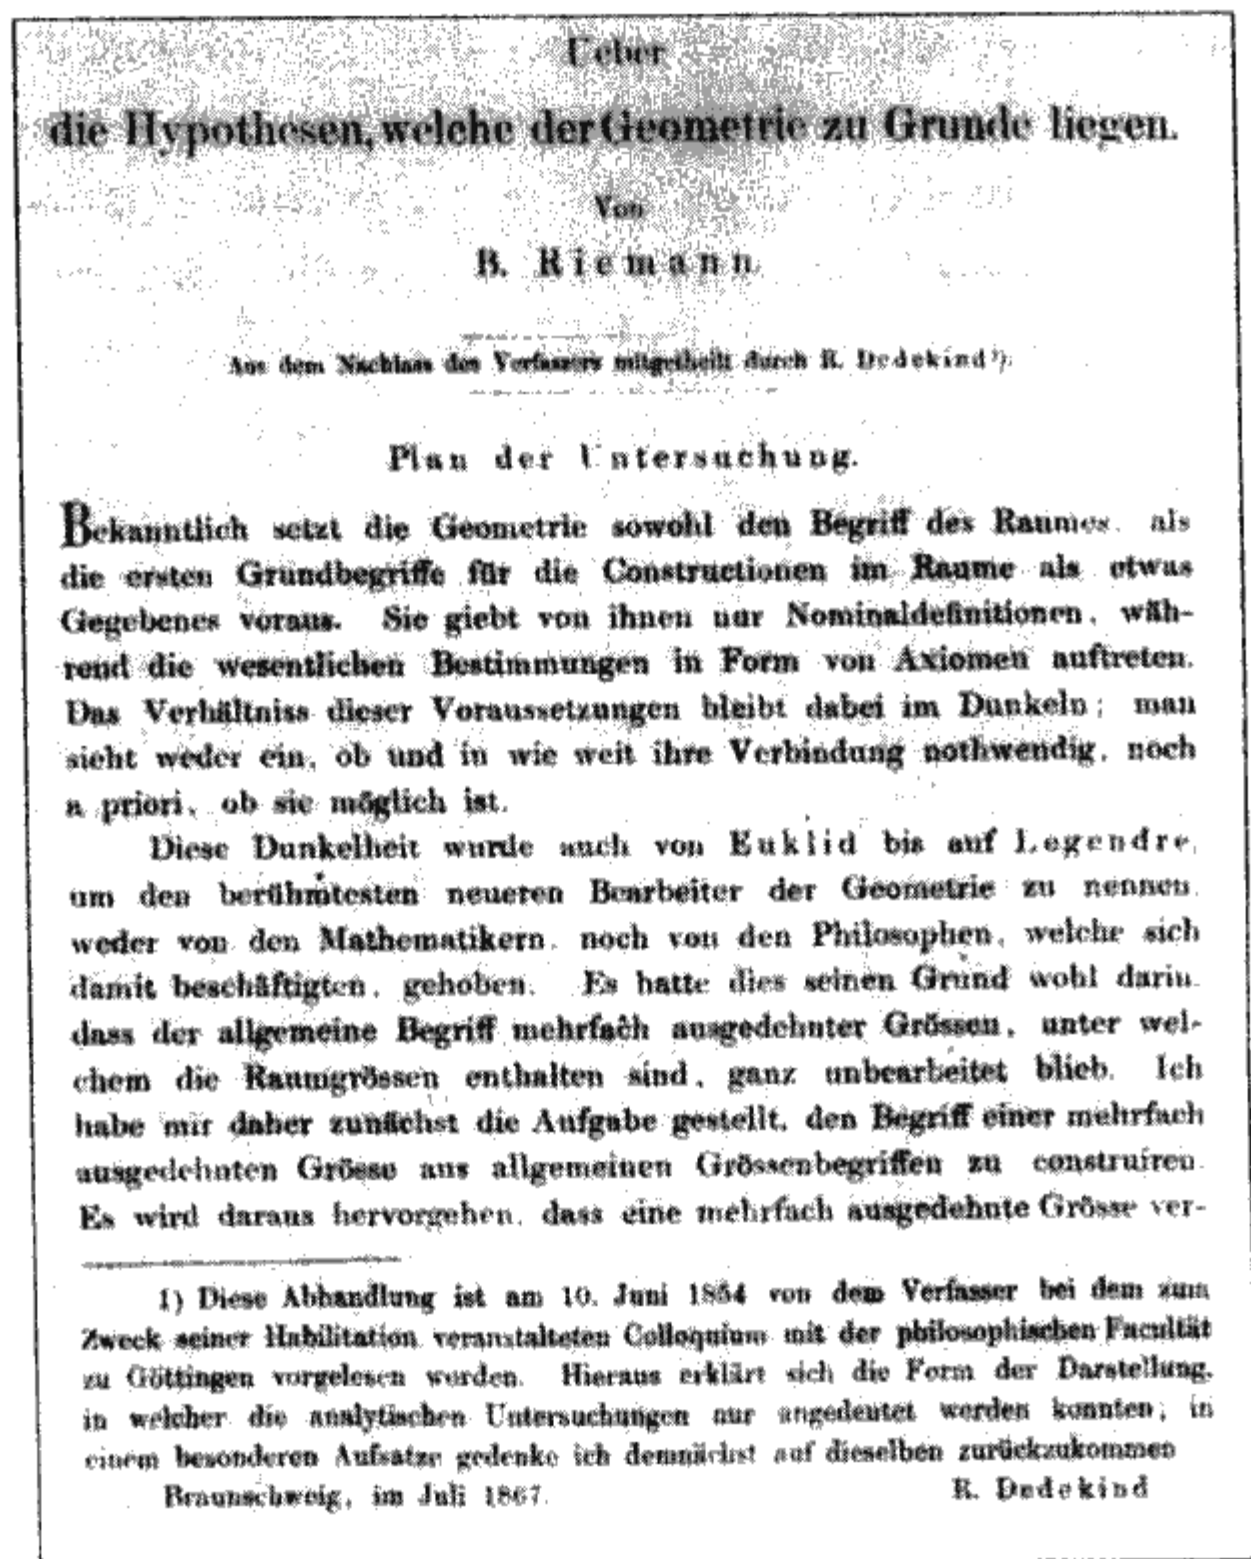 Ueber
die Hypothesen, welche der Geometrie zu Grunde liegen.
Von
B. Riemann.
Aus dem Nachlass des Verfassers mitgetheilt durch R. Dedekind ¹).
Plan der Untersuchung.
Bekanntlich setzt die Geometrie sowohl den Begriff des Raumes, als
die ersten Grundbegriffe für die Constructionen im Raume als etwas
Gegebenes voraus. Sie giebt von ihnen nur Nominaldefinitionen, wäh-
rend die wesentlichen Bestimmungen in Form von Axiomen auftreten.
Das Verhältniss dieser Voraussetzungen bleibt dabei im Dunkeln; man
sieht weder ein, ob und in wie weit ihre Verbindung nothwendig, noch
a priori, ob sie möglich ist.
Diese Dunkelheit wurde auch von Euklid bis auf Legendre,
um den berühmtesten neueren Bearbeiter der Geometrie zu nennen,
weder von den Mathematikern, noch von den Philosophen, welche sich
damit beschäftigten, gehoben. Es hatte dies seinen Grund wohl darin,
dass der allgemeine Begriff mehrfach ausgedehnter Grössen, unter wel-
chem die Raumgrössen enthalten sind, ganz unbearbeitet blieb. Ich
habe mir daher zunächst die Aufgabe gestellt, den Begriff einer mehrfach
ausgedehnten Grösse aus allgemeinen Grössenbegriffen zu construiren.
Es wird daraus hervorgehen, dass eine mehrfach ausgedehnte Grösse ver-
1) Diese Abhandlung ist am 10. Juni 1854 von dem Verfasser bei dem zum
Zweck seiner Habilitation veranstalteten Colloquium mit der philosophischen Facultät
zu Göttingen vorgelesen worden. Hieraus erklärt sich die Form der Darstellung,
in welcher die analytischen Untersuchungen nur angedeutet werden konnten; in
einem besonderen Aufsatze gedenke ich demnächst auf dieselben zurückzukommen
Braunschweig, im Juli 1867. R. Dedekind